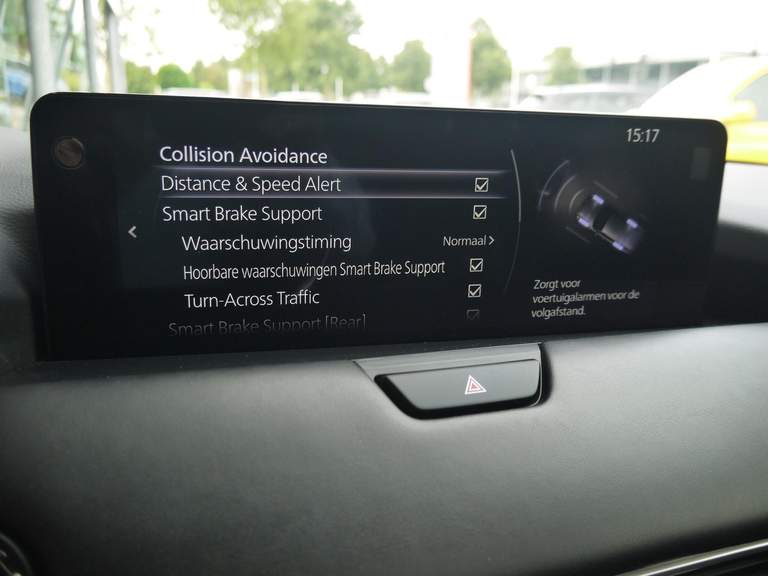 15:17
Collision Avoidance
Distance & Speed Alert
Smart Brake Support
Waarschuwingstiming
Normaal
Hoorbare waarschuwingen Smart Brake Support
Turn-Across Traffic
Smart Brake Support [Rear]
Zorgt voor
voertuigalarmen voor de
volgafstand.